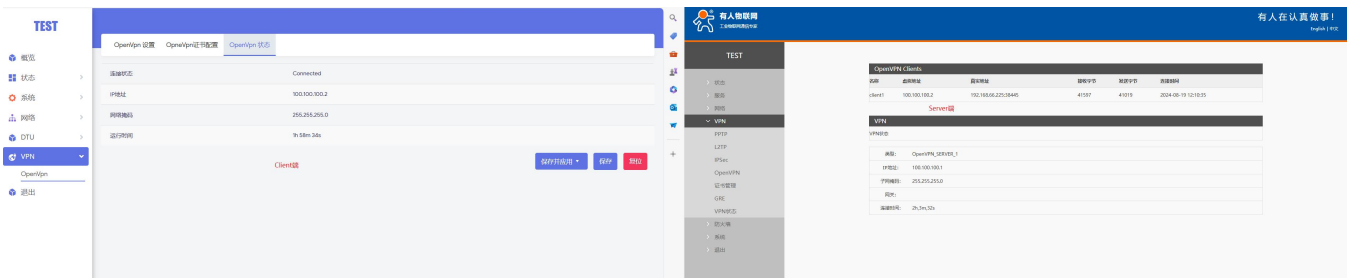 TEST
概览
状态
系统
网络
DTU
VPN
OpenVpn
退出
OpenVpn 设置 OpneVpn证书配置 OpenVpn 状态
连接状态 Connected
IP地址 100.100.100.2
网络掩码 255.255.255.0
运行时间 1h 58m 34s
Client端
保存并应用 保存 复位
有人物联网
工业物联网通信专家
有人在认真做事!
English | 中文
TEST
状态
服务
网络
VPN
PPTP
L2TP
IPSec
OpenVPN
证书管理
GRE
VPN状态
防火墙
系统
退出
OpenVPN Clients
名称 虚拟地址 真实地址 接收字节 发送字节 连接时间
client1 100.100.100.2 192.168.66.225:38445 41597 41019 2024-08-19 12:10:35
Server端
VPN
VPN状态
类型: OpenVPN_SERVER_1
IP地址: 100.100.100.1
子网掩码: 255.255.255.0
网关:
连接时间: 2h,3m,32s